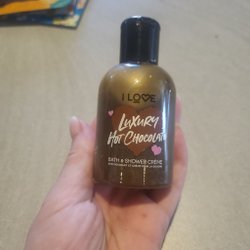 I LOVE
LUXURY
HOT CHOCOLATE
BATH & SHOWER CRÈME